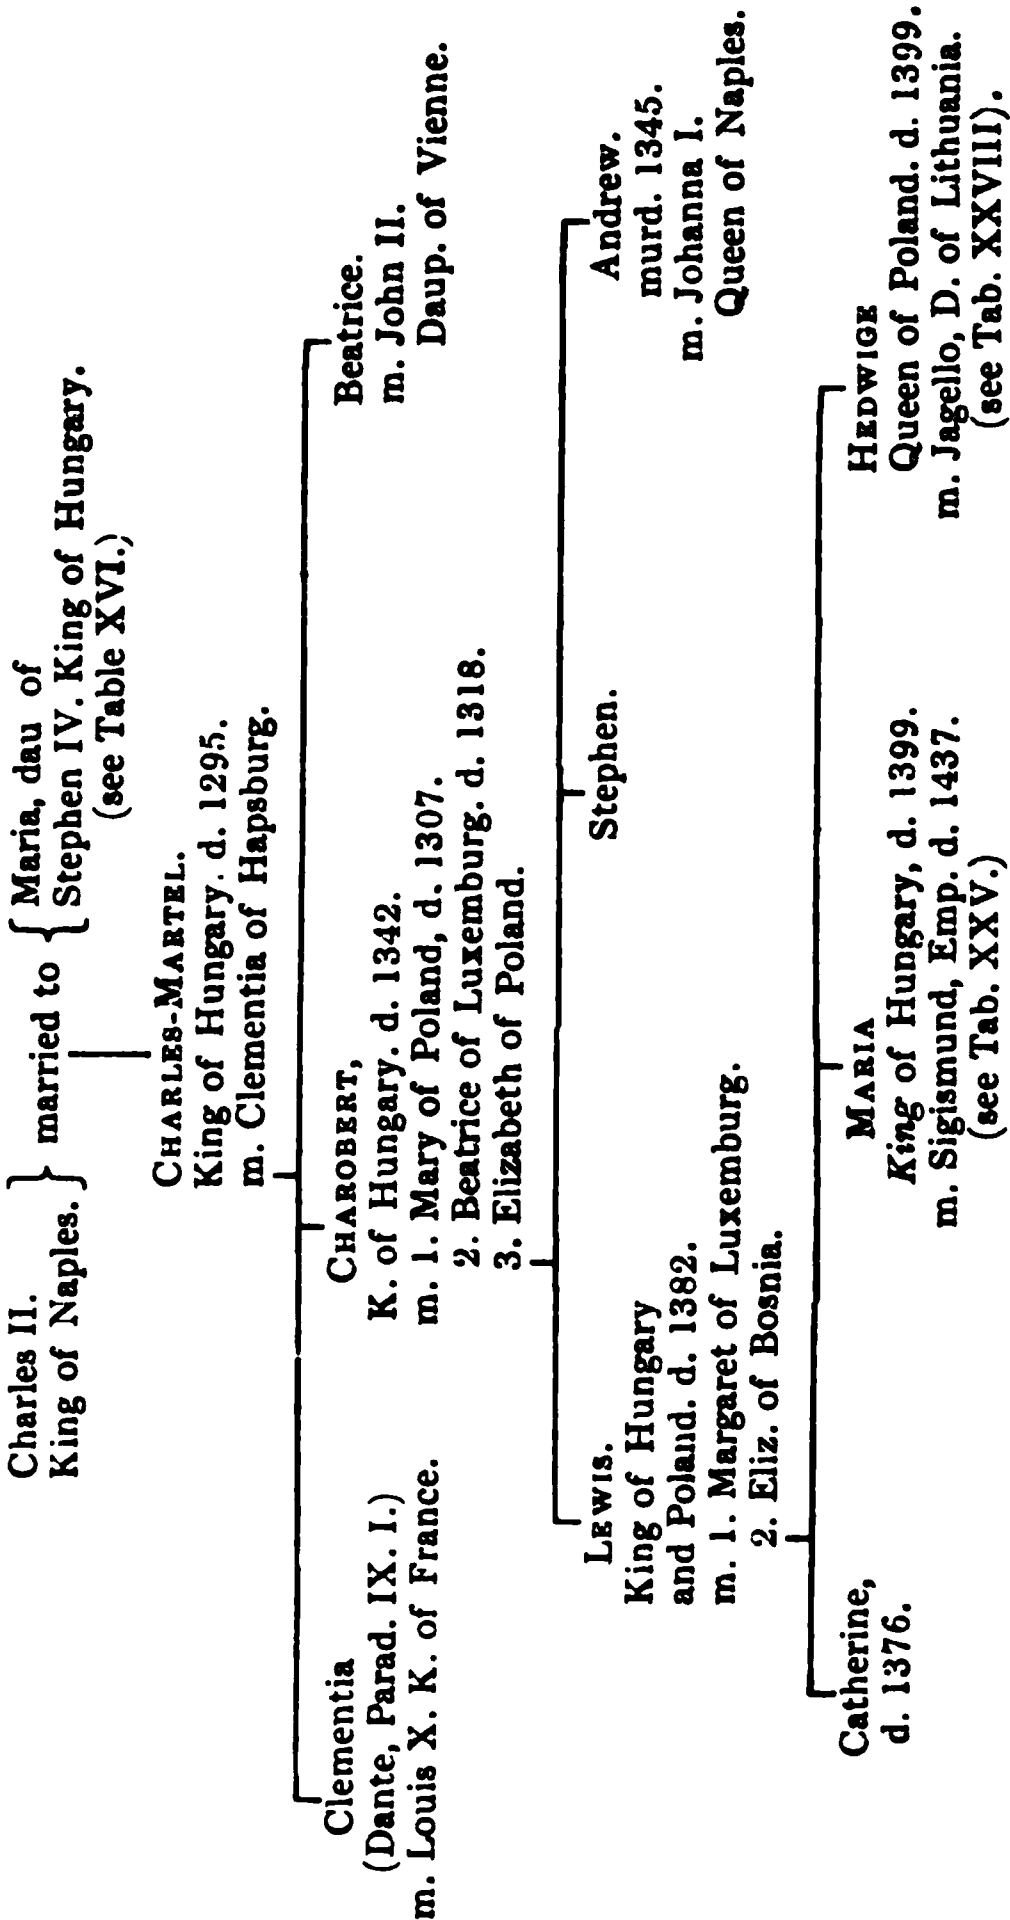 Charles II.
King of Naples.} married to { Maria, dau of
Stephen IV. King of Hungary.
(see Table XVI.)
CHARLES-MARTEL.
King of Hungary. d. 1295.
m. Clementia of Hapsburg.
Clementia
(Dante, Parad. IX. I.)
m. Louis X. K. of France.
CHAROBERT,
K. of Hungary. d. 1342.
m. 1. Mary of Poland, d. 1307.
2. Beatrice of Luxemburg. d. 1318.
3. Elizabeth of Poland.
Beatrice.
m. John II.
Daup. of Vienne.
LEWIS.
King of Hungary
and Poland. d. 1382.
m. 1. Margaret of Luxemburg.
2. Eliz. of Bosnia.
Stephen.
Andrew.
murd. 1345.
m. Johanna I.
Queen of Naples.
Catherine,
d. 1376.
MARIA
King of Hungary, d. 1399.
m. Sigismund, Emp. d. 1437.
(see Tab. XXV.)
HEDWIGE
Queen of Poland. d. 1399.
m. Jagello, D. of Lithuania.
(see Tab. XXVIII).